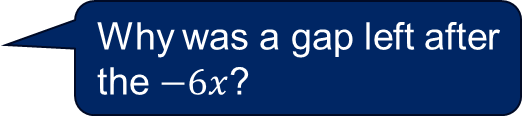 Why was a gap left after
the −6x?